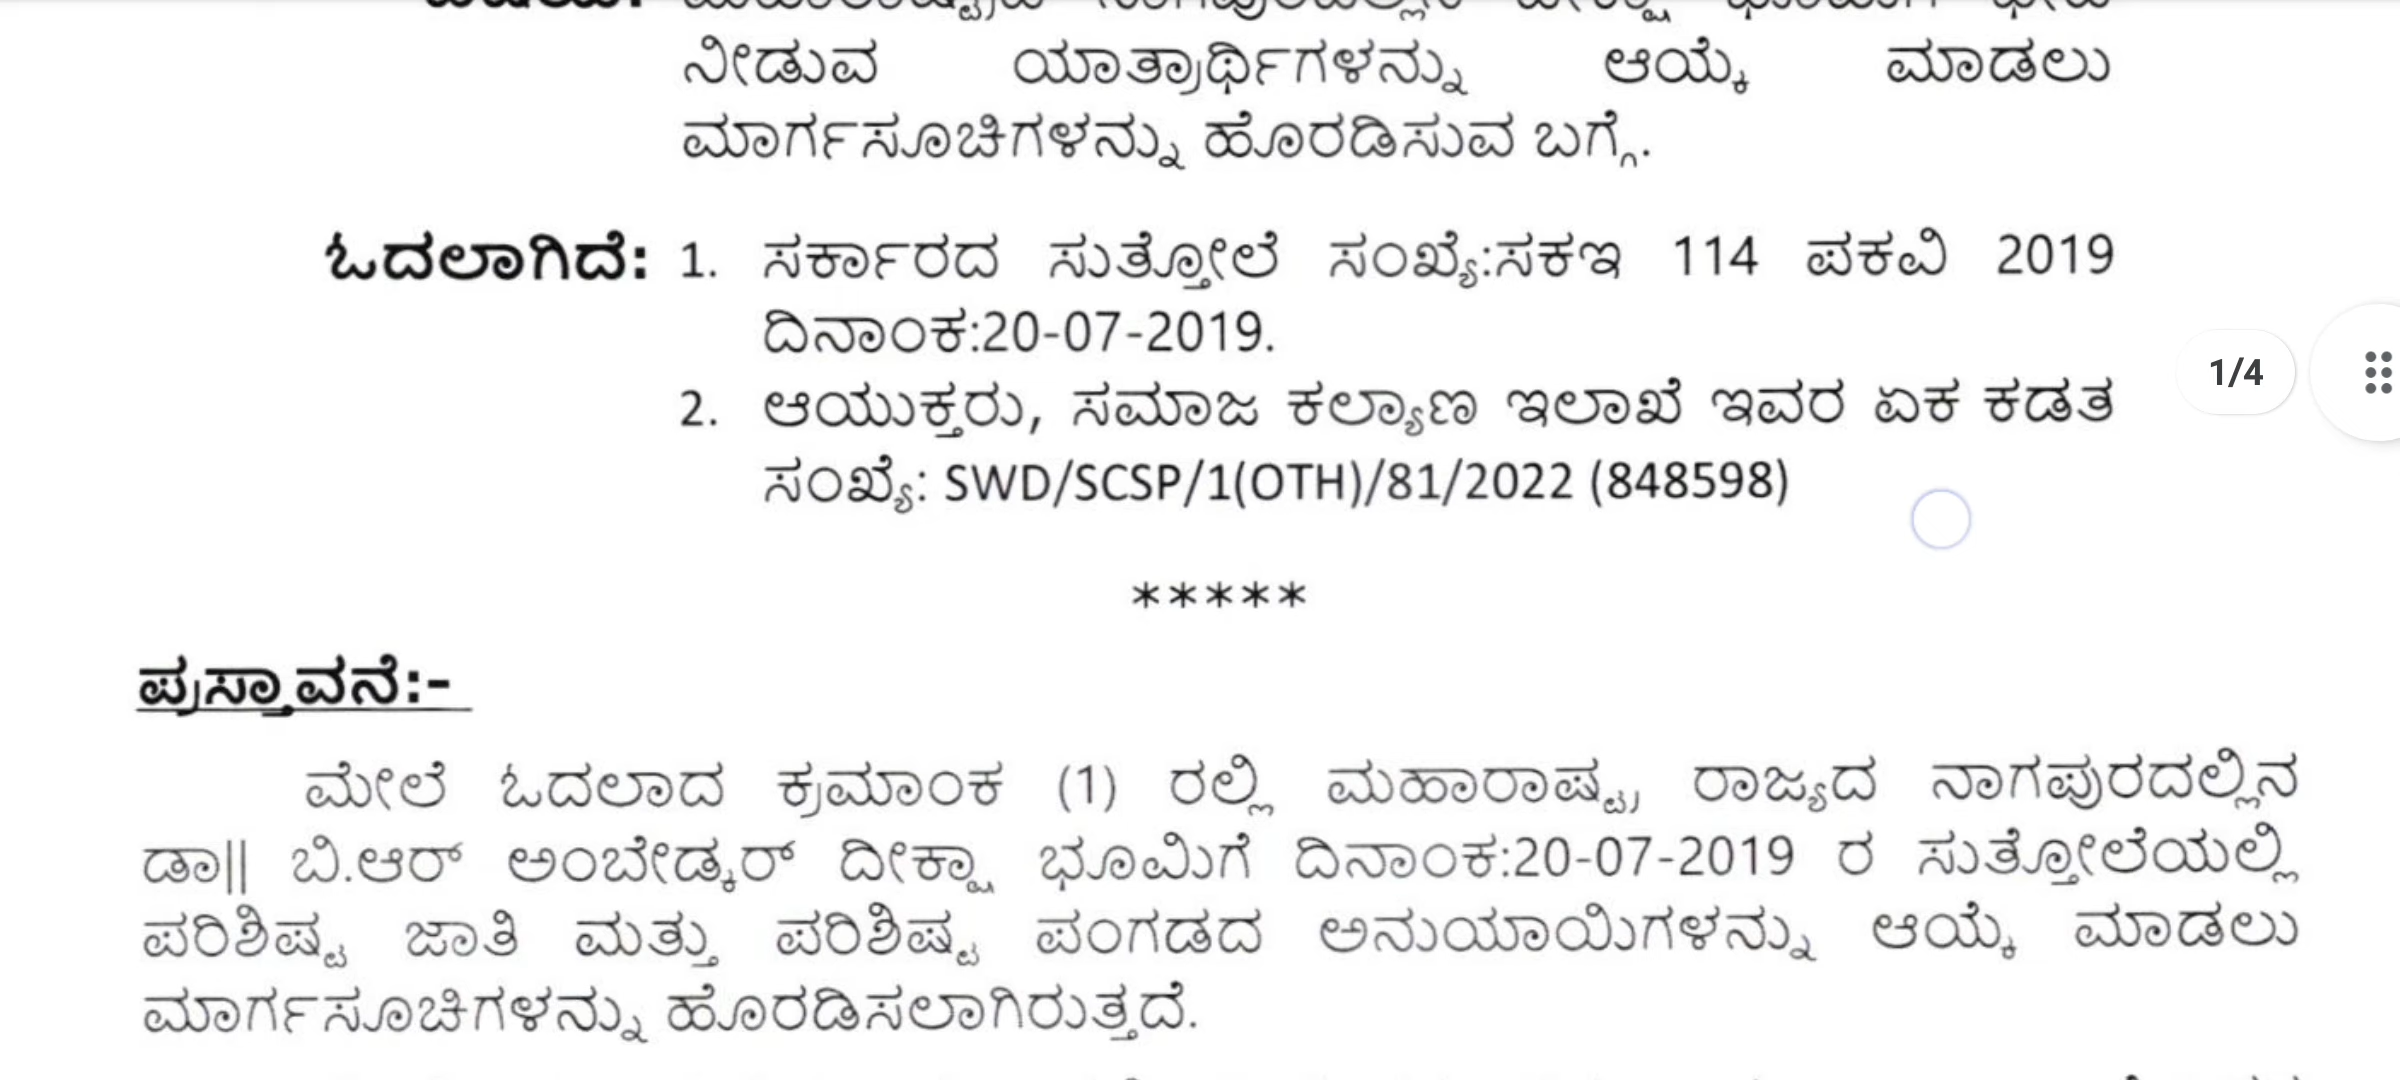 ನೀಡುವ ಯಾತ್ರಾರ್ಥಿಗಳನ್ನು ಆಯ್ಕೆ ಮಾಡಲು
ಮಾರ್ಗಸೂಚಿಗಳನ್ನು ಹೊರಡಿಸುವ ಬಗ್ಗೆ.
ಓದಲಾಗಿದೆ: 1. ಸರ್ಕಾರದ ಸುತ್ತೋಲೆ ಸಂಖ್ಯೆ:ಸಕಇ 114 ಪಕವಿ 2019
ದಿನಾಂಕ:20-07-2019.
1/4
2. ಆಯುಕ್ತರು, ಸಮಾಜ ಕಲ್ಯಾಣ ಇಲಾಖೆ ಇವರ ಏಕ ಕಡತ
ಸಂಖ್ಯೆ: SWD/SCSP/1(OTH)/81/2022 (848598)
*****
ಪ್ರಸ್ತಾವನೆ:-
ಮೇಲೆ ಓದಲಾದ ಕ್ರಮಾಂಕ (1) ರಲ್ಲಿ ಮಹಾರಾಷ್ಟ್ರ ರಾಜ್ಯದ ನಾಗಪುರದಲ್ಲಿನ
ಡಾ|| ಬಿ.ಆರ್ ಅಂಬೇಡ್ಕರ್ ದೀಕ್ಷಾ ಭೂಮಿಗೆ ದಿನಾಂಕ:20-07-2019 ರ ಸುತ್ತೋಲೆಯಲ್ಲಿ
ಪರಿಶಿಷ್ಟ ಜಾತಿ ಮತ್ತು ಪರಿಶಿಷ್ಟ ಪಂಗಡದ ಅನುಯಾಯಿಗಳನ್ನು ಆಯ್ಕೆ ಮಾಡಲು
ಮಾರ್ಗಸೂಚಿಗಳನ್ನು ಹೊರಡಿಸಲಾಗಿರುತ್ತದೆ.